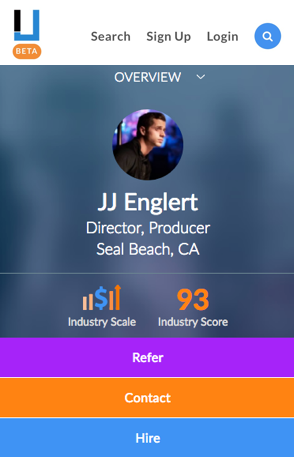 Search Sign Up Login
BETA
OVERVIEW
JJ Englert
Director, Producer
Seal Beach, CA
93
Industry Scale Industry Score
Refer
Contact
Hire